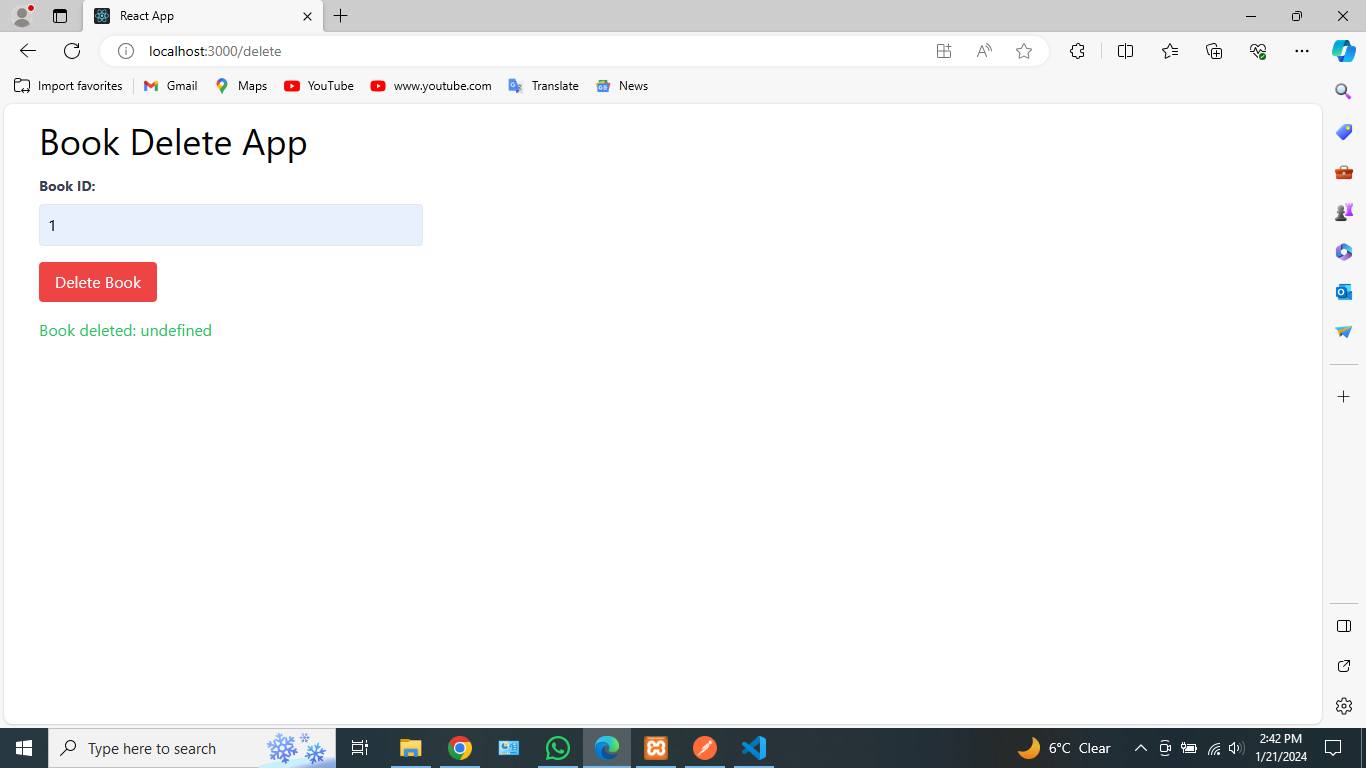 React App
localhost:3000/delete
Import favorites Gmail Maps YouTube www.youtube.com Translate News
Book Delete App
Book ID:
1
Delete Book
Book deleted: undefined
Type here to search
6°C Clear
2:42 PM
1/21/2024